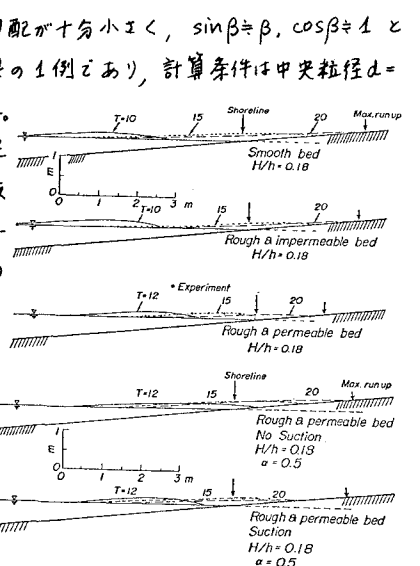 配が十分小さく, sinβ≒β, cosβ≒1 と
の1例であり, 計算条件は中央粒径d=
T=10 15 Shoreline 20 Max. run up
Smooth bed
H/h=0.18
1
m
0
0 1 2 3 m
T=10 15 20
Rough & impermeable bed
H/h=0.18
• Experiment
T=12 15 20
Rough & permeable bed
H/h=0.18
Shoreline
T=12 15 20 Max. run up
Rough & permeable bed
No Suction
H/h=0.18
α=0.5
1
m
0
0 1 2 3 m
T=12 15 20
Rough & permeable bed
Suction
H/h=0.18
α=0.5